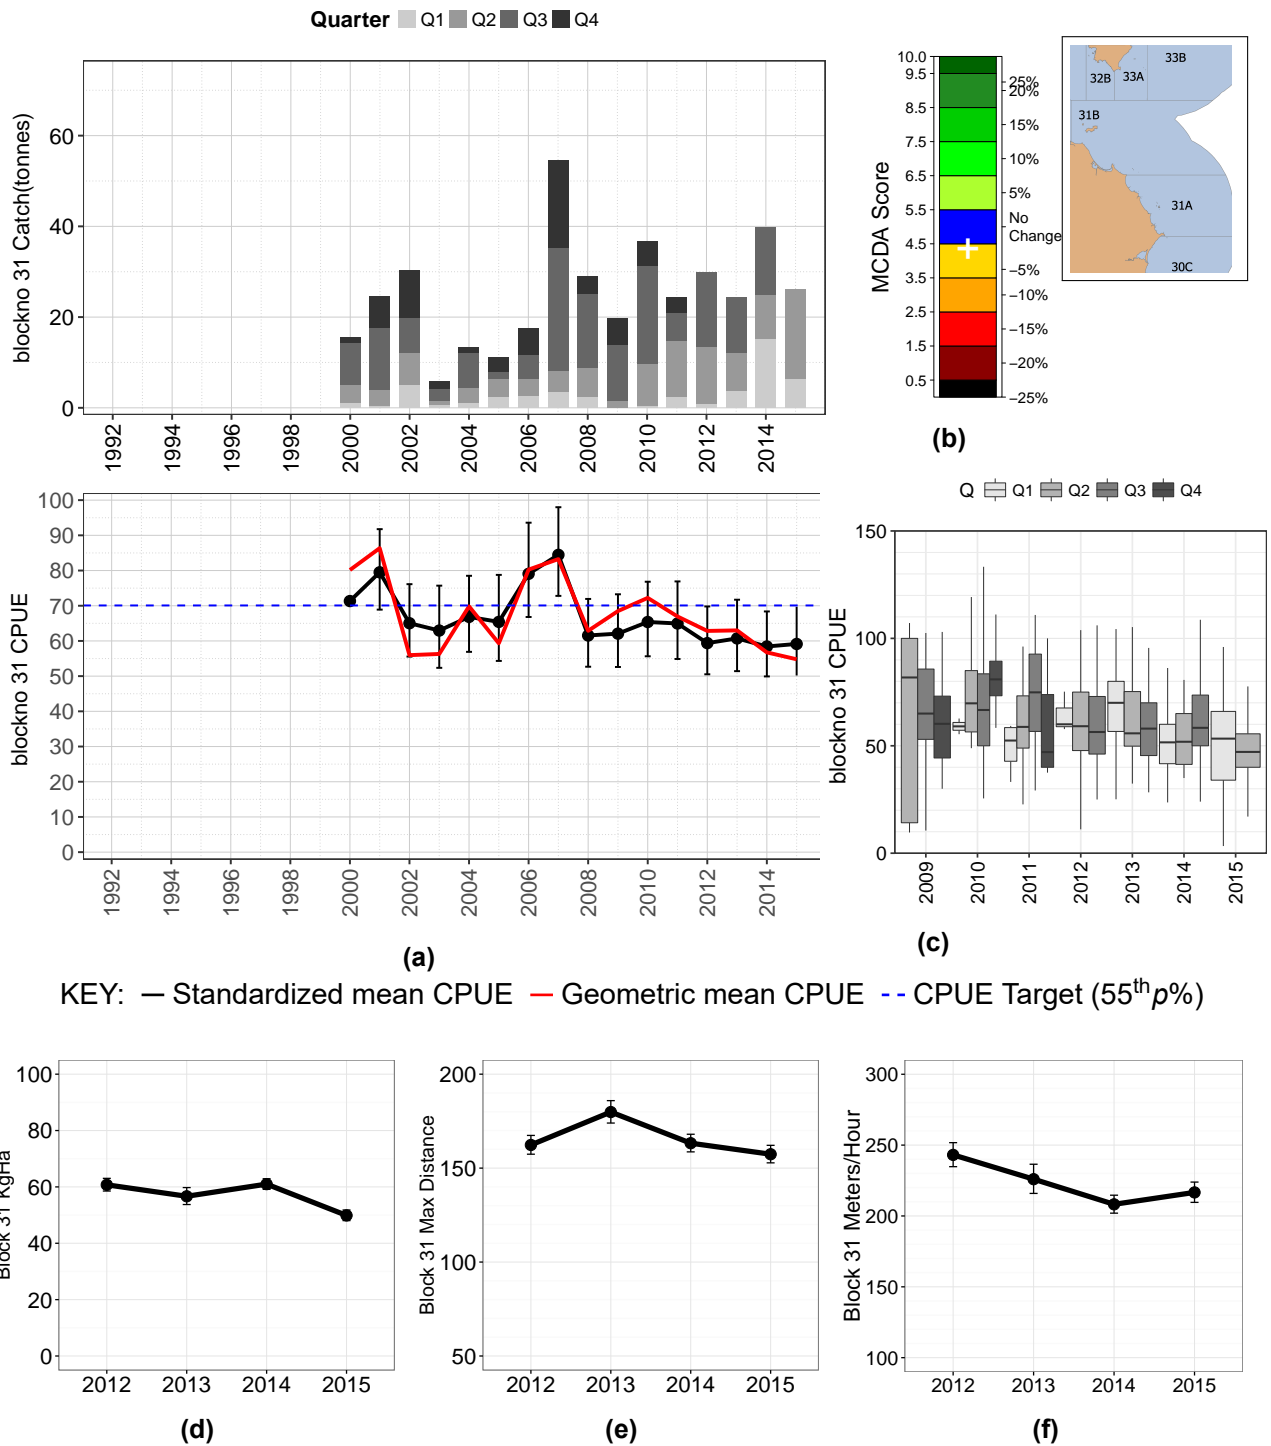 Quarter Q1 Q2 Q3 Q4
blockno 31 Catch(tonnes)
60
40
20
0
1992 1994 1996 1998 2000 2002 2004 2006 2008 2010 2012 2014
MCDA Score
10.0
9.5
8.5
7.5
6.5
5.5
4.5
3.5
2.5
1.5
0.5
25%
20%
15%
10%
5%
No
Change
−5%
−10%
−15%
−20%
−25%
(b)
33B
32B 33A
31B
31A
30C
blockno 31 CPUE
100
90
80
70
60
50
40
30
20
10
0
1992 1994 1996 1998 2000 2002 2004 2006 2008 2010 2012 2014
(a)
Q Q1 Q2 Q3 Q4
blockno 31 CPUE
150
100
50
0
2009 2010 2011 2012 2013 2014 2015
(c)
KEY: Standardized mean CPUE Geometric mean CPUE CPUE Target (55th p%)
Block 31 KgHa
100
80
60
40
20
0
2012 2013 2014 2015
(d)
Block 31 Max Distance
200
150
100
50
2012 2013 2014 2015
(e)
Block 31 Meters/Hour
300
250
200
150
100
2012 2013 2014 2015
(f)